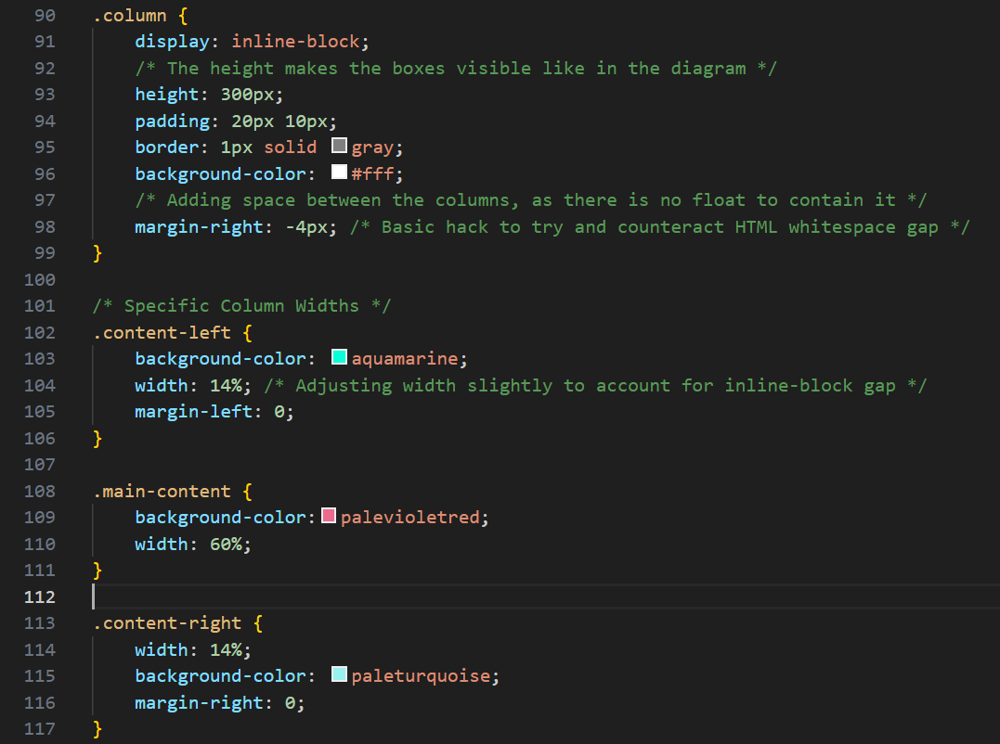 90 .column {
91     display: inline-block;
92     /* The height makes the boxes visible like in the diagram */
93     height: 300px;
94     padding: 20px 10px;
95     border: 1px solid gray;
96     background-color: #fff;
97     /* Adding space between the columns, as there is no float to contain it */
98     margin-right: -4px; /* Basic hack to try and counteract HTML whitespace gap */
99 }
100
101 /* Specific Column Widths */
102 .content-left {
103     background-color: aquamarine;
104     width: 14%; /* Adjusting width slightly to account for inline-block gap */
105     margin-left: 0;
106 }
107
108 .main-content {
109     background-color: palevioletred;
110     width: 60%;
111 }
112
113 .content-right {
114     width: 14%;
115     background-color: paleturquoise;
116     margin-right: 0;
117 }